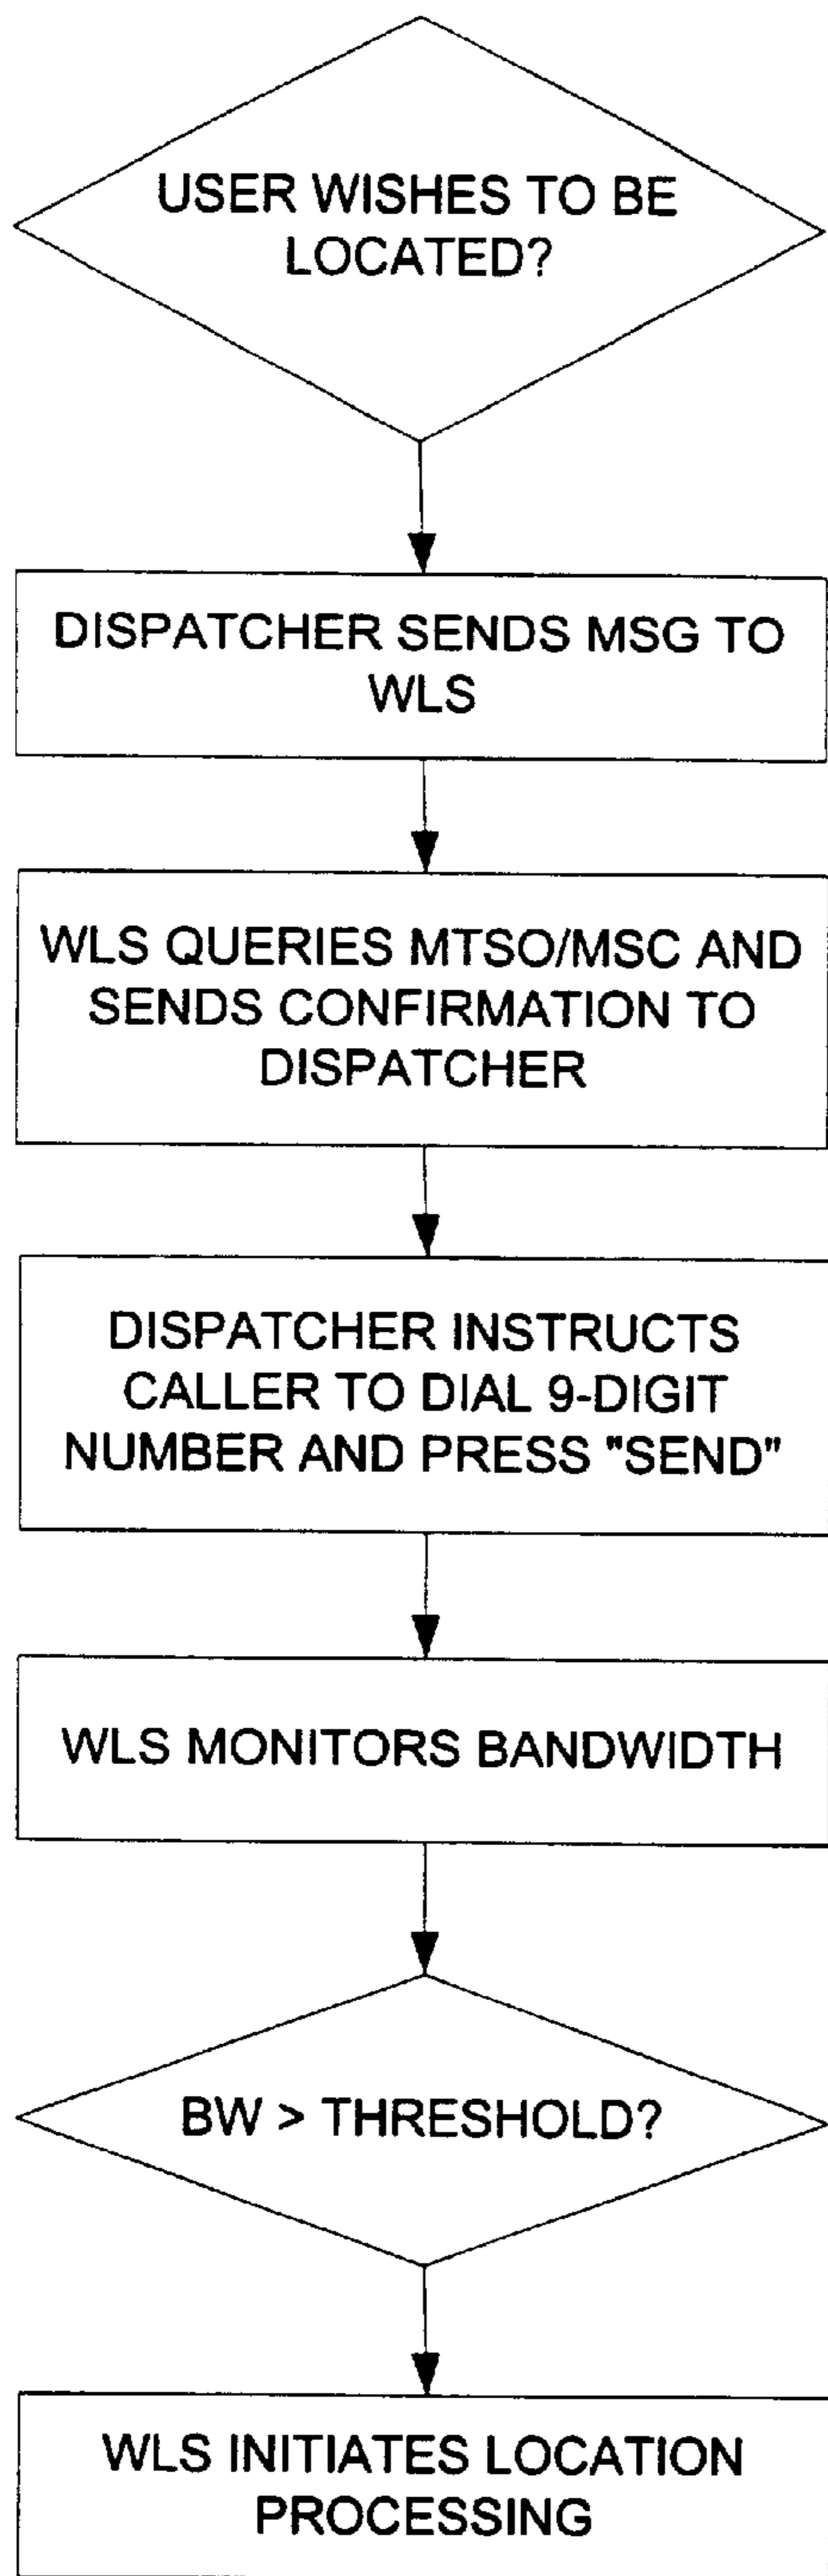 USER WISHES TO BE
LOCATED?
DISPATCHER SENDS MSG TO
WLS
WLS QUERIES MTSO/MSC AND
SENDS CONFIRMATION TO
DISPATCHER
DISPATCHER INSTRUCTS
CALLER TO DIAL 9-DIGIT
NUMBER AND PRESS "SEND"
WLS MONITORS BANDWIDTH
BW > THRESHOLD?
WLS INITIATES LOCATION
PROCESSING